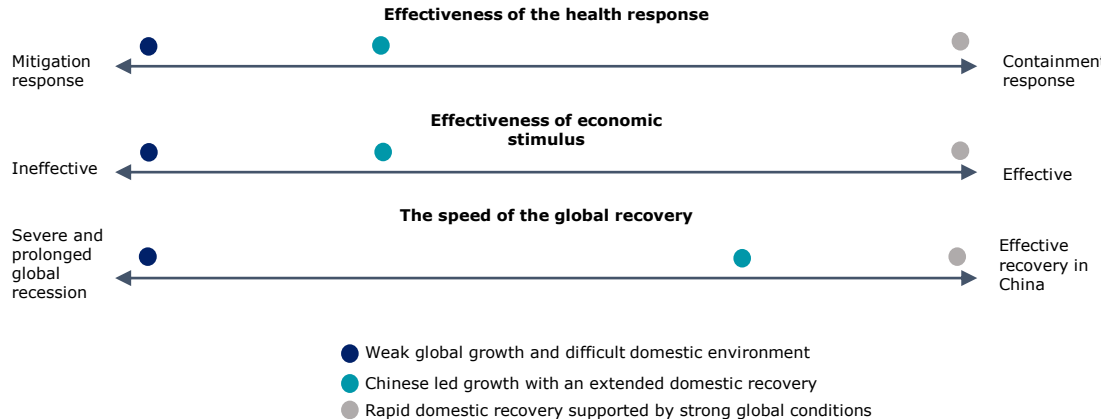 Effectiveness of the health response
Mitigation
response
Containment
response
Effectiveness of economic
stimulus
Ineffective
Effective
The speed of the global recovery
Severe and
prolonged
global
recession
Effective
recovery in
China
Weak global growth and difficult domestic environment
Chinese led growth with an extended domestic recovery
Rapid domestic recovery supported by strong global conditions